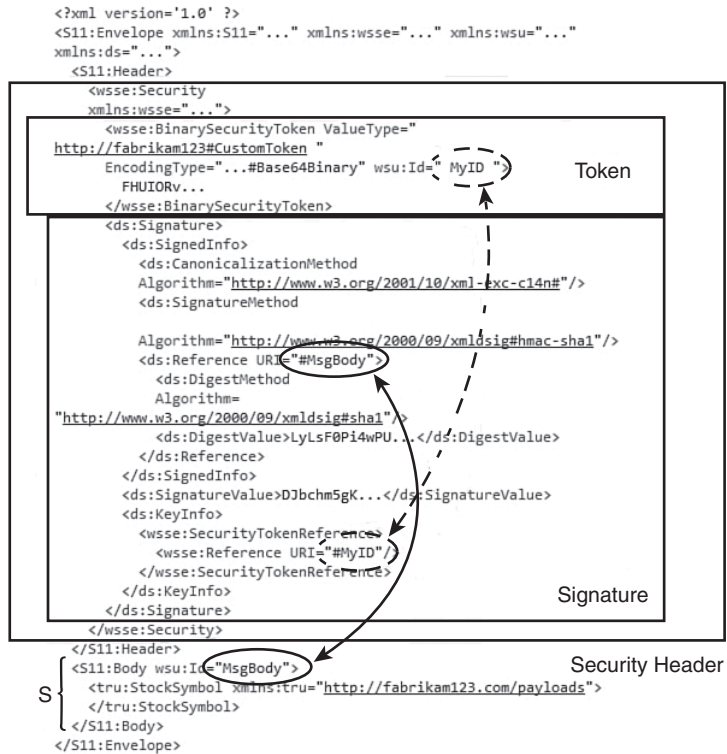 <?xml version='1.0' ?>
<S11:Envelope xmlns:S11="..." xmlns:wsse="..." xmlns:wsu="..."
xmlns:ds="...">
<S11:Header>
<wsse:Security
xmlns:wsse="...">
<wsse:BinarySecurityToken ValueType="
http://fabrikam123#CustomToken "
EncodingType="...#Base64Binary" wsu:Id=" MyID ">
Token
FHUIORv...
</wsse:BinarySecurityToken>
<ds:Signature>
<ds:SignedInfo>
<ds:CanonicalizationMethod
Algorithm="http://www.w3.org/2001/10/xml-exc-c14n#"/>
<ds:SignatureMethod
Algorithm="http://www.w3.org/2000/09/xmldsig#hmac-sha1"/>
<ds:Reference URI="#MsgBody">
<ds:DigestMethod
Algorithm=
"http://www.w3.org/2000/09/xmldsig#sha1"/>
<ds:DigestValue>LyLsF0Pi4wPU...</ds:DigestValue>
</ds:Reference>
</ds:SignedInfo>
<ds:SignatureValue>DJbchm5gK...</ds:SignatureValue>
<ds:KeyInfo>
<wsse:SecurityTokenReference>
<wsse:Reference URI="#MyID"/>
</wsse:SecurityTokenReference>
</ds:KeyInfo>
Signature
</ds:Signature>
</wsse:Security>
</S11:Header>
Security Header
<S11:Body wsu:Id="MsgBody">
S
<tru:StockSymbol xmlns:tru="http://fabrikam123.com/payloads">
</tru:StockSymbol>
</S11:Body>
</S11:Envelope>